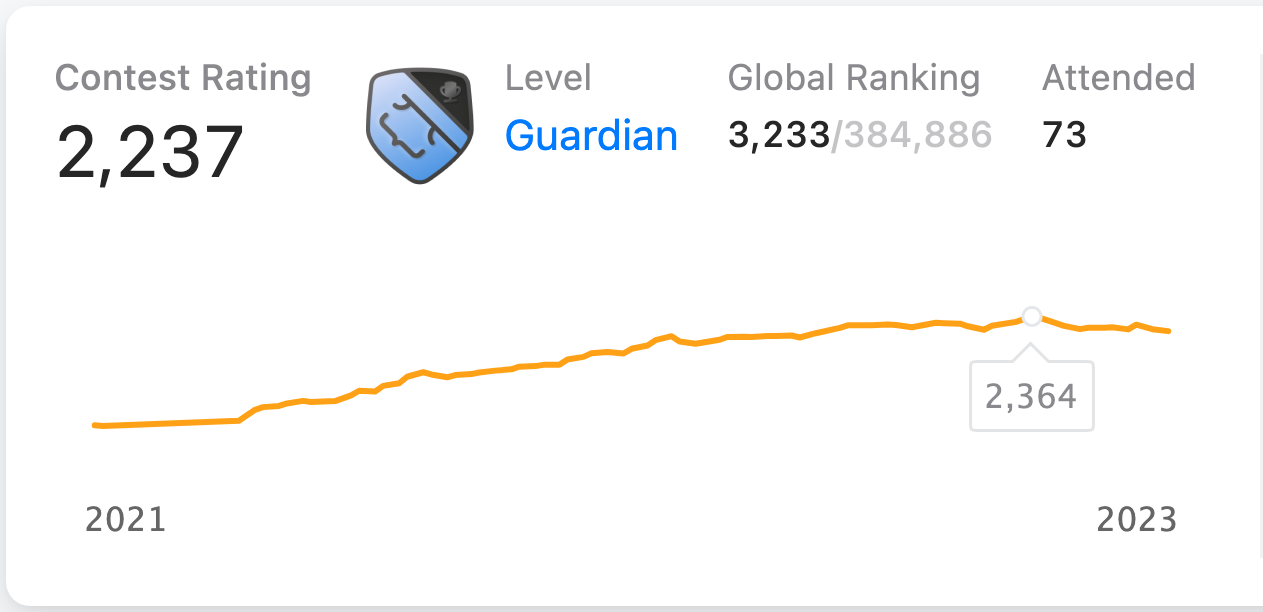 Contest Rating
2,237
Level
Guardian
Global Ranking
3,233/384,886
Attended
73
2,364
2021
2023